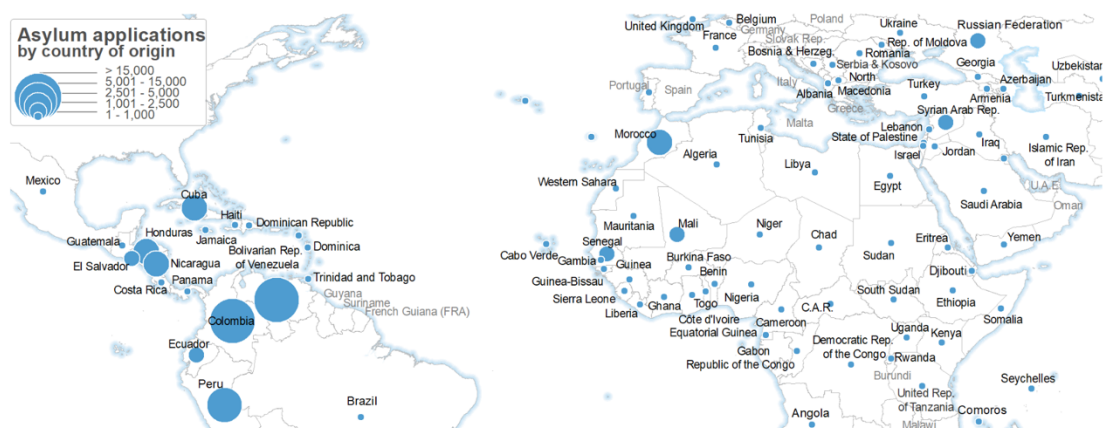 Asylum applications
by country of origin
> 15,000
5,001 - 15,000
2,501 - 5,000
1,001 - 2,500
1 - 1,000
Mexico
Cuba
Haiti
Dominican Republic
Jamaica
Guatemala
Honduras
Dominica
El Salvador
Nicaragua
Bolivarian Rep.
of Venezuela
Costa Rica
Panama
Trinidad and Tobago
Guyana
Suriname
French Guiana (FRA)
Colombia
Ecuador
Peru
Brazil
United Kingdom
Belgium
Germany
Poland
Ukraine
Russian Federation
France
Slovak Rep.
Rep. of Moldova
Bosnia & Herzeg.
Romania
Serbia & Kosovo
Georgia
Uzbekistan
Portugal
Spain
Italy
North
Macedonia
Albania
Greece
Turkey
Azerbaijan
Armenia
Turkmenista
Malta
Syrian Arab Rep.
Morocco
Tunisia
Lebanon
State of Palestine
Israel
Jordan
Iraq
Islamic Rep.
of Iran
Algeria
Libya
Egypt
Western Sahara
Saudi Arabia
U.A.E.
Oman
Mauritania
Mali
Niger
Chad
Sudan
Eritrea
Yemen
Cabo Verde
Senegal
Gambia
Guinea
Guinea-Bissau
Sierra Leone
Liberia
Burkina Faso
Benin
Ghana
Togo
Nigeria
Côte d'Ivoire
Equatorial Guinea
Cameroon
C.A.R.
South Sudan
Djibouti
Ethiopia
Somalia
Gabon
Republic of the Congo
Democratic Rep.
of the Congo
Uganda
Kenya
Rwanda
Burundi
United Rep.
of Tanzania
Seychelles
Comoros
Angola
Malawi